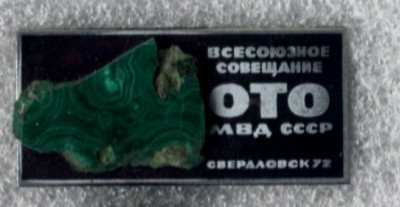 ВСЕСОЮЗНОЕ
СОВЕЩАНИЕ
ОТО
МВД СССР
СВЕРДЛОВСК 72